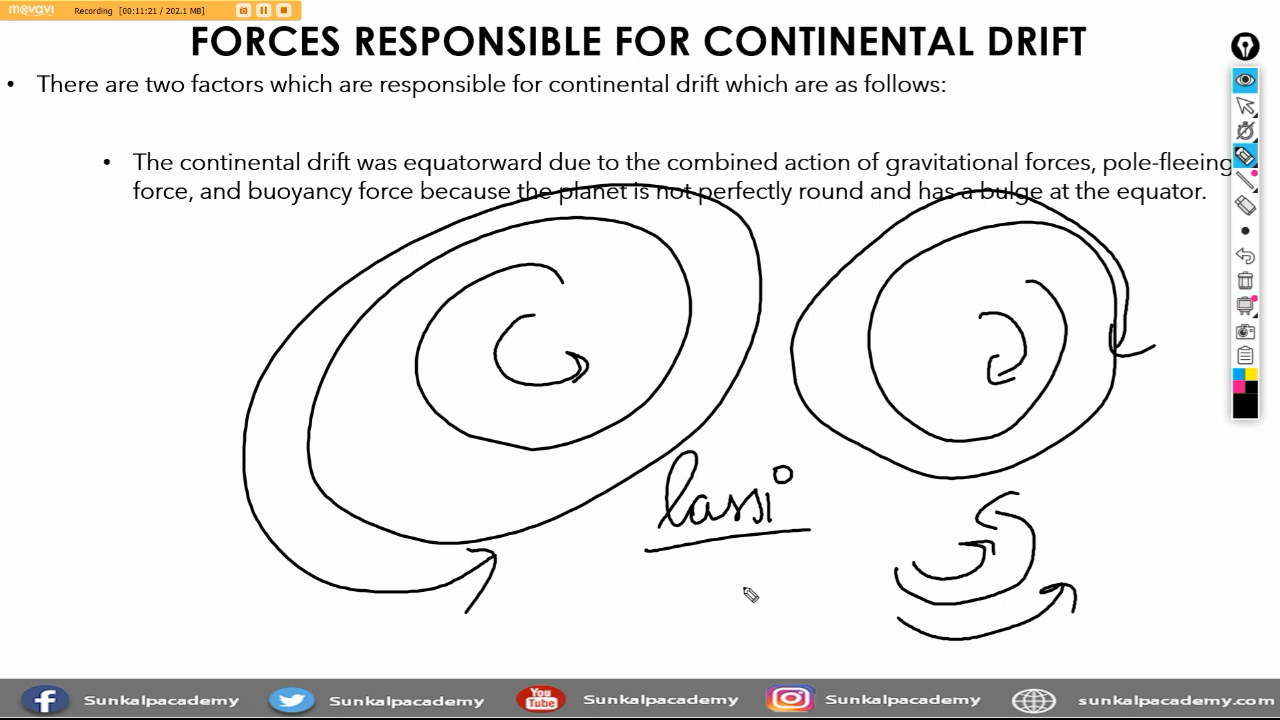 movavi Recording [00:11:21 / 202.1 MB]
FORCES RESPONSIBLE FOR CONTINENTAL DRIFT
• There are two factors which are responsible for continental drift which are as follows:
• The continental drift was equatorward due to the combined action of gravitational forces, pole-fleeing
force, and buoyancy force because the planet is not perfectly round and has a bulge at the equator.
lassi
Sunkalpacademy Sunkalpacademy You Tube Sunkalpacademy Sunkalpacademy sunkalpacademy.com